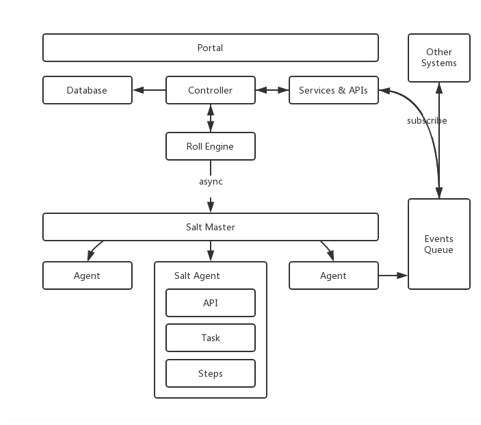 Portal
Other
Systems
Database
Controller
Services & APIs
subscribe
Roll Engine
async
Salt Master
Events
Queue
Agent
Salt Agent
Agent
API
Task
Steps